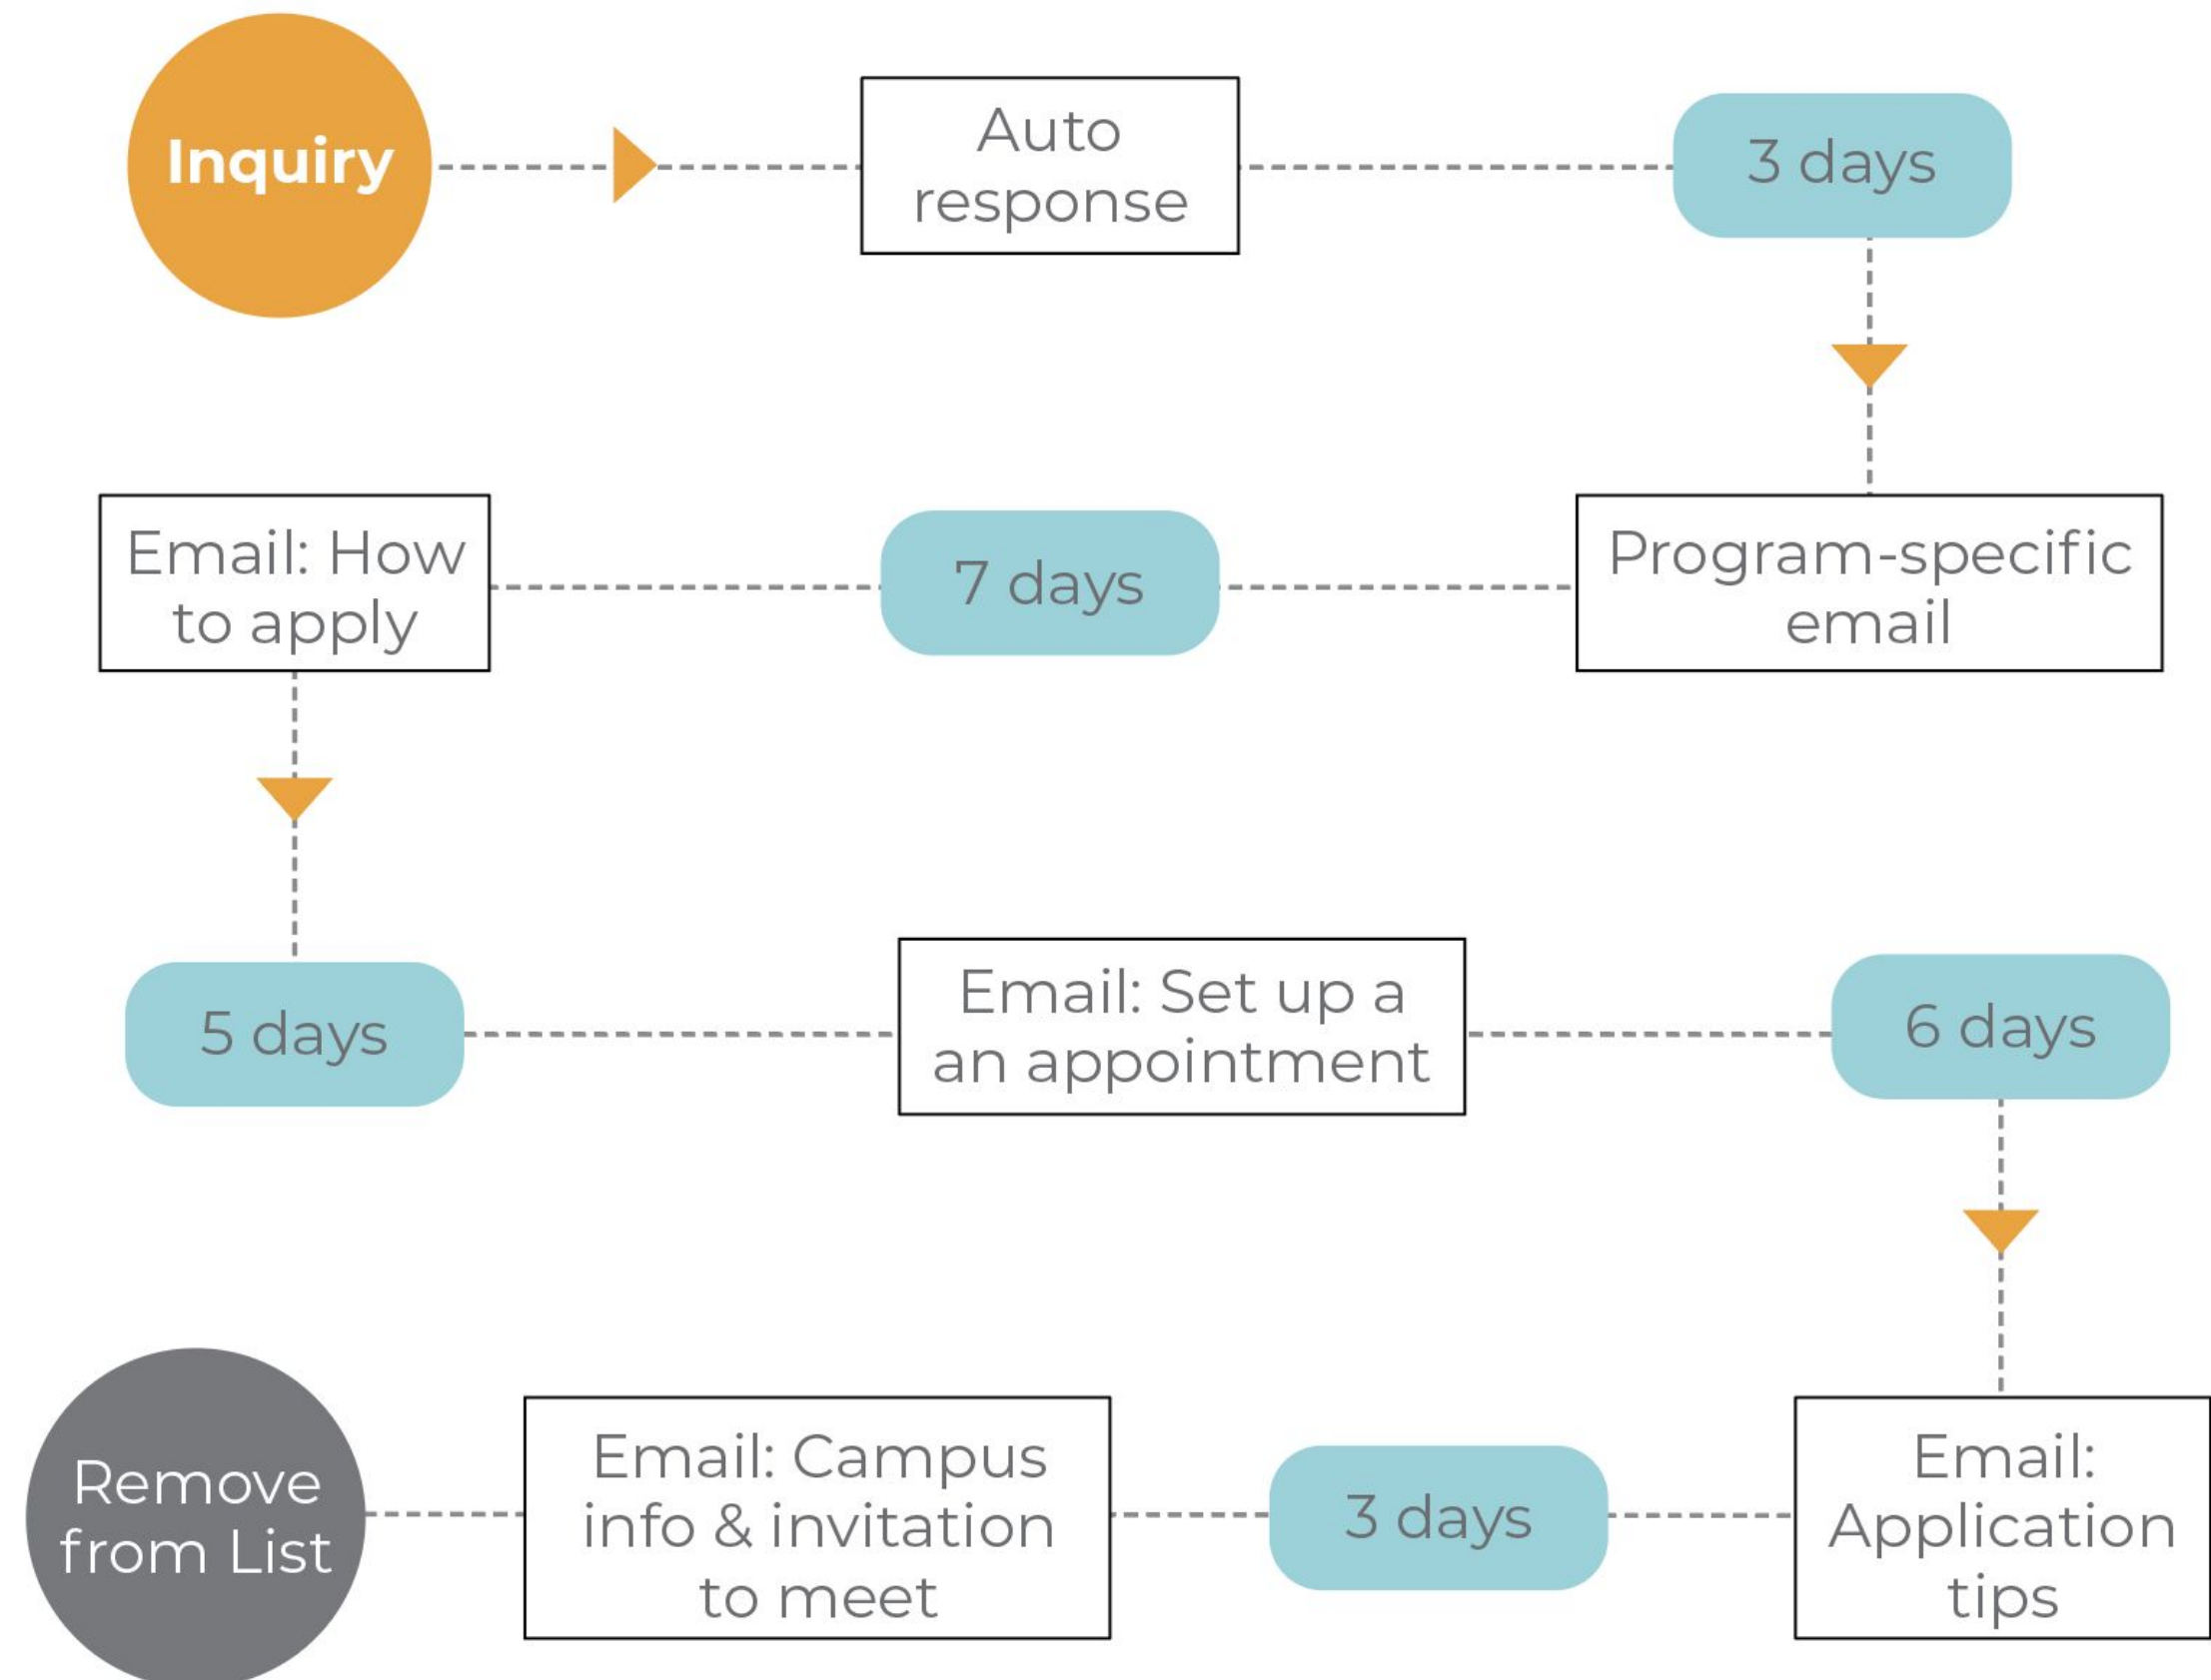 Inquiry
Auto
response
3 days
Program-specific
email
7 days
Email: How
to apply
5 days
Email: Set up a
an appointment
6 days
Email:
Application
tips
3 days
Email: Campus
info & invitation
to meet
Remove
from List